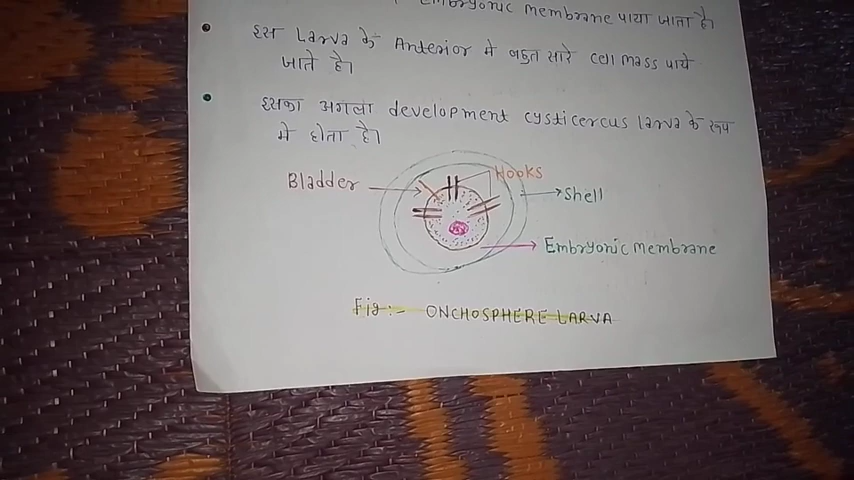 Embryonic membrane पाया जाता है।
इस Larva के Anterior मे बहुत सारे cell mass पाये
जाते है।
इसका अगला development cysticercus larva के रूप
मे होता है।
Hooks
Bladder
Shell
Embryonic membrane
Fig:- ONCHOSPHERE LARVA